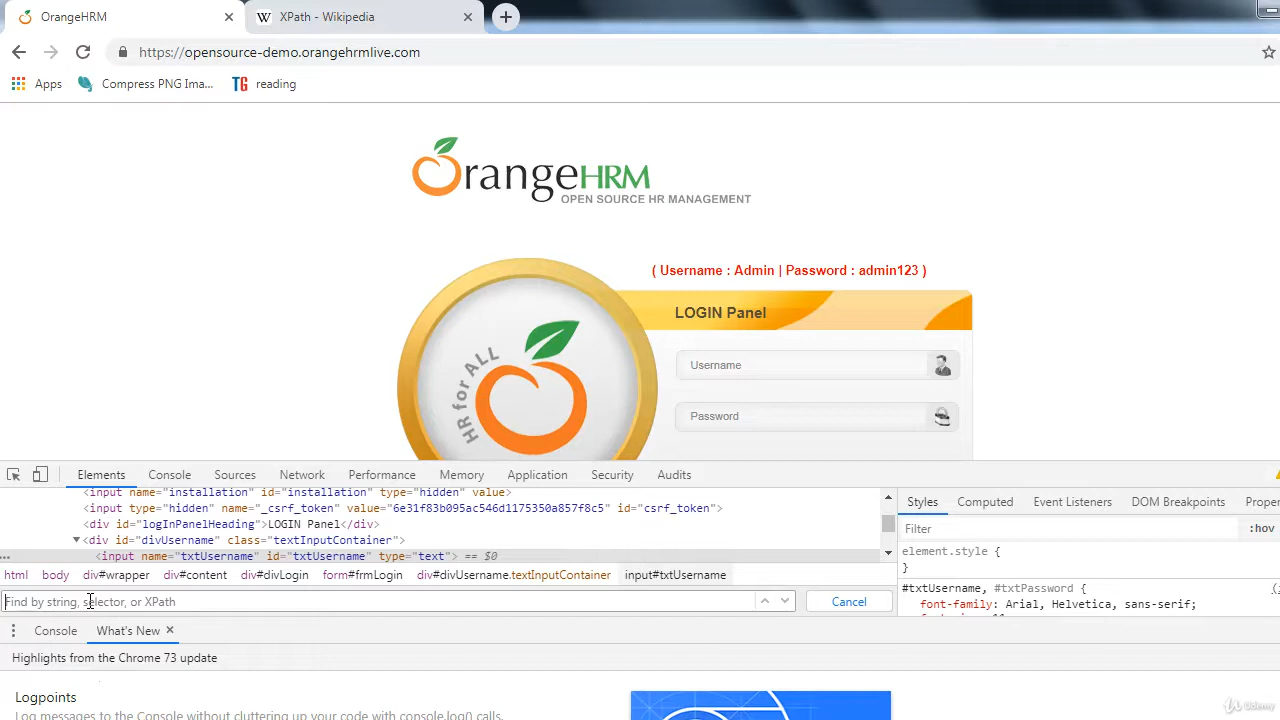 OrangeHRM
XPath - Wikipedia
https://opensource-demo.orangehrmlive.com
Apps
Compress PNG Ima...
TG
reading
OrangeHRM
OPEN SOURCE HR MANAGEMENT
( Username : Admin | Password : admin123 )
LOGIN Panel
HR for ALL
Username
Password
Elements Console Sources Network Performance Memory Application Security Audits
<input name="installation" id="installation" type="hidden" value>
<input type="hidden" name="_csrf_token" value="6e31f83b095ac546d1175350a857f8c5" id="csrf_token">
<div id="logInPanelHeading">LOGIN Panel</div>
<div id="divUsername" class="textInputContainer">
<input name="txtUsername" id="txtUsername" type="text"> == $0
html body div#wrapper div#content div#divLogin form#frmLogin div#divUsername.textInputContainer input#txtUsername
Find by string, selector, or XPath
Cancel
Styles Computed Event Listeners DOM Breakpoints Proper
Filter
:hov
element.style {
}
#txtUsername, #txtPassword {
font-family: Arial, Helvetica, sans-serif;
Console What's New
Highlights from the Chrome 73 update
Logpoints
Log messages to the Console without cluttering up your code with console.log() calls.
Udemy